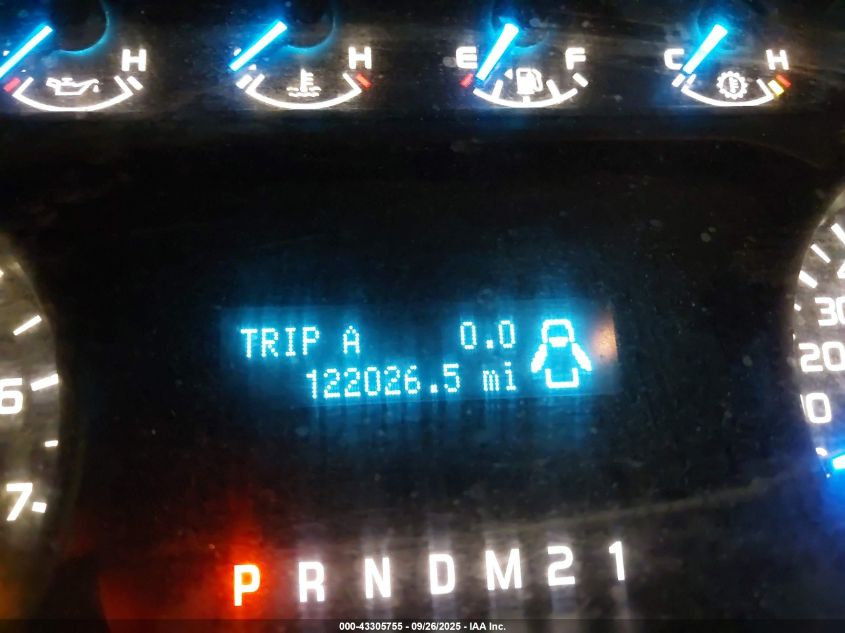 H H E F C H
TRIP A 0.0
122026.5 mi
6
7
30
20
10
P R N D M 2 1
000-43305755 - 09/26/2025 - IAA Inc.